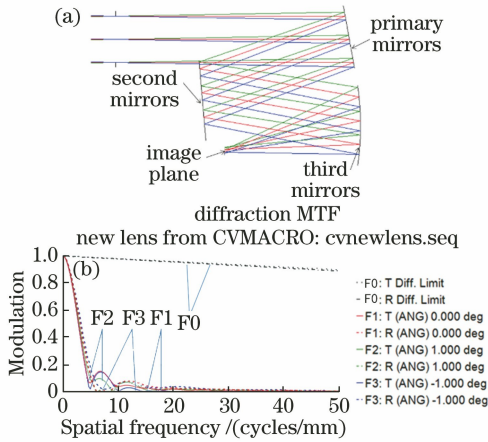 (a)
primary
mirrors
second
mirrors
image
plane
third
mirrors
diffraction MTF
new lens from CVMACRO: cvnewlens.seq
(b)
Modulation
1.0
0.8
0.6
0.4
0.2
0
F2 F3 F1 F0
0 10 20 30 40 50
Spatial frequency /(cycles/mm)
F0: T Diff. Limit
F0: R Diff. Limit
F1: T (ANG) 0.000 deg
F1: R (ANG) 0.000 deg
F2: T (ANG) 1.000 deg
F2: R (ANG) 1.000 deg
F3: T (ANG) -1.000 deg
F3: R (ANG) -1.000 deg